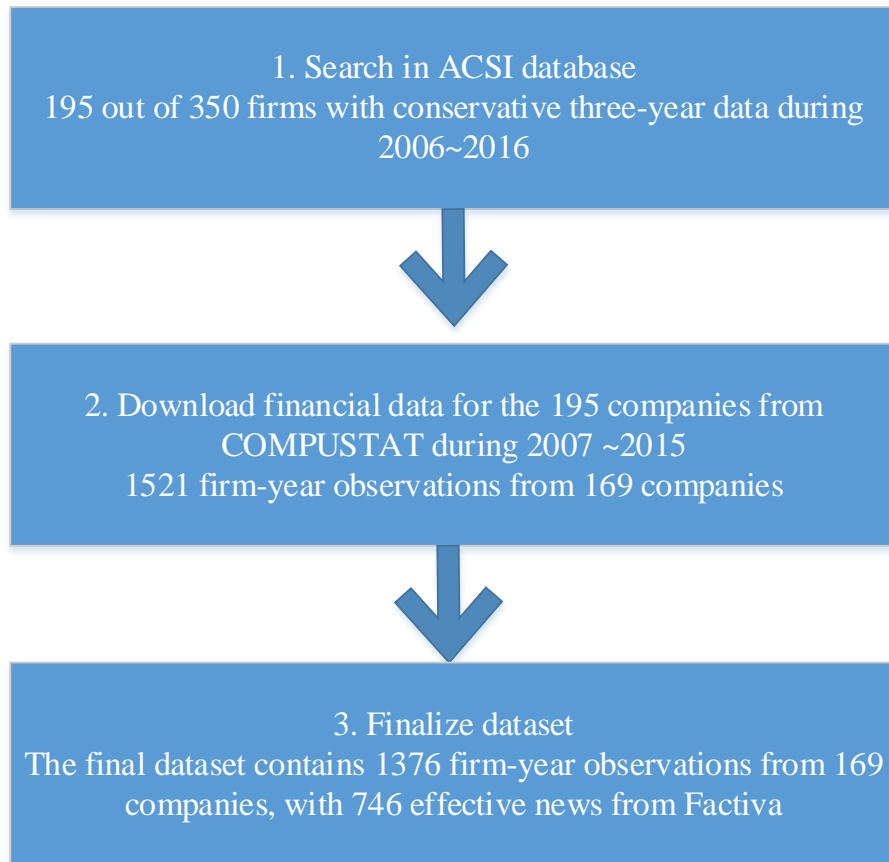 1. Search in ACSI database
195 out of 350 firms with conservative three-year data during
2006~2016
2. Download financial data for the 195 companies from
COMPUSTAT during 2007 ~2015
1521 firm-year observations from 169 companies
3. Finalize dataset
The final dataset contains 1376 firm-year observations from 169
companies, with 746 effective news from Factiva